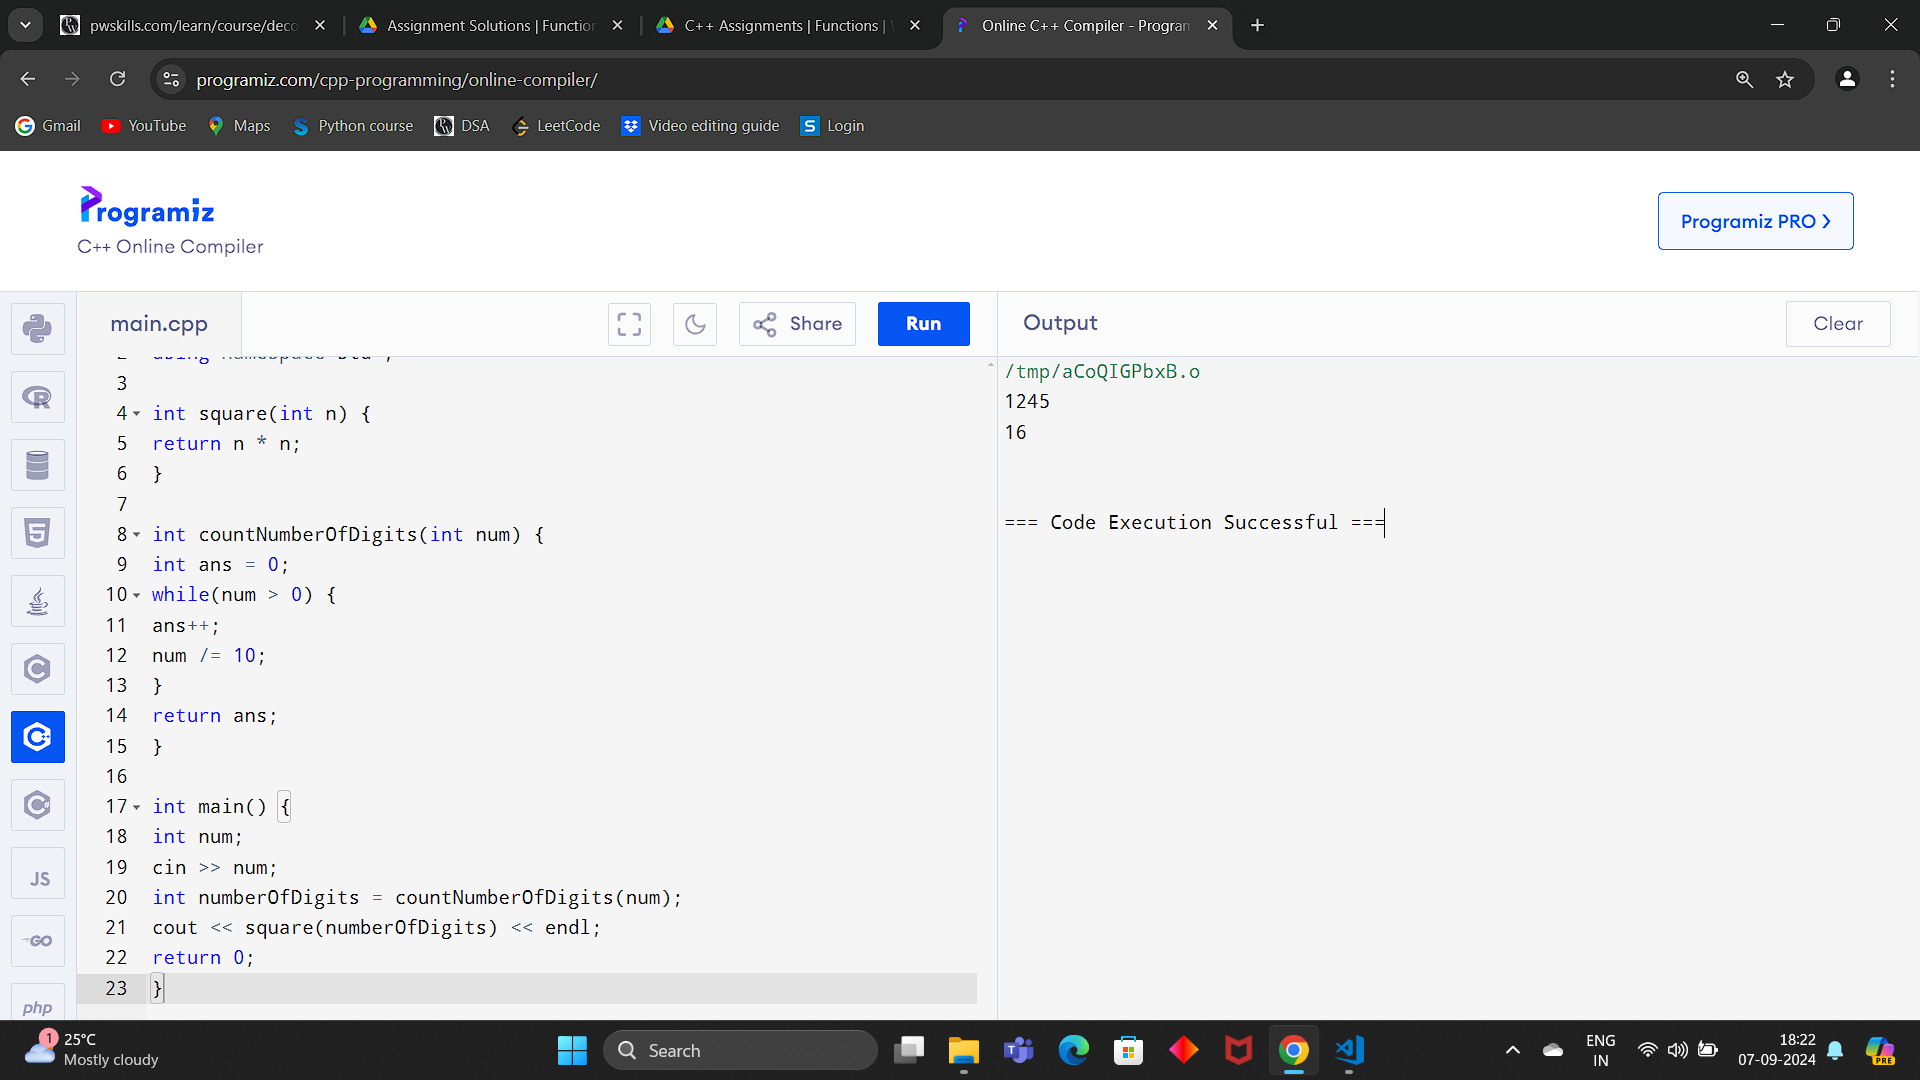 pwskills.com/learn/course/deco
Assignment Solutions | Function
C++ Assignments | Functions |
Online C++ Compiler - Program
programiz.com/cpp-programming/online-compiler/
Gmail
YouTube
Maps
Python course
DSA
LeetCode
Video editing guide
Login
Programiz
C++ Online Compiler
Programiz PRO >
main.cpp
Share
Run
Output
Clear
2 using namespace std ;
3
4 int square(int n) {
5 return n * n;
6 }
7
8 int countNumberOfDigits(int num) {
9 int ans = 0;
10 while(num > 0) {
11 ans++;
12 num /= 10;
13 }
14 return ans;
15 }
16
17 int main() {
18 int num;
19 cin >> num;
20 int numberOfDigits = countNumberOfDigits(num);
21 cout << square(numberOfDigits) << endl;
22 return 0;
23 }
/tmp/aCoQIGPbxB.o
1245
16
=== Code Execution Successful ===
JS
GO
php
1
25°C
Mostly cloudy
Search
ENG
IN
18:22
07-09-2024
PRE